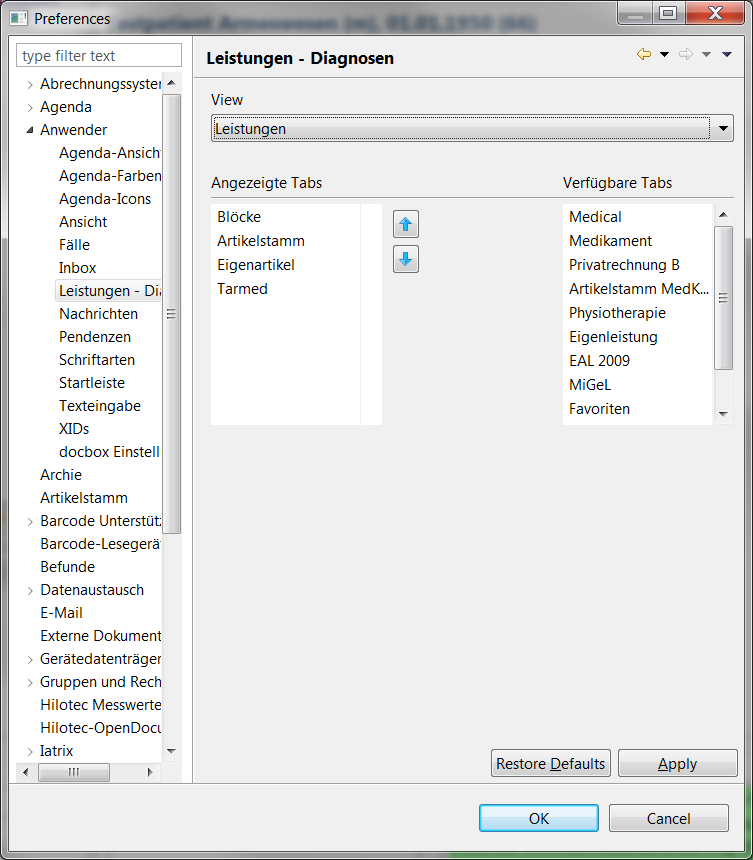 Preferences
type filter text
Abrechnungssyster
Agenda
Anwender
Agenda-Ansich
Agenda-Farben
Agenda-Icons
Ansicht
Fälle
Inbox
Leistungen - Dia
Nachrichten
Pendenzen
Schriftarten
Startleiste
Texteingabe
XIDs
docbox Einstell
Archie
Artikelstamm
Barcode Unterstütz
Barcode-Lesegerä
Befunde
Datenaustausch
E-Mail
Externe Dokument
Gerätedatenträger
Gruppen und Rech
Hilotec Messwerte
Hilotec-OpenDocu
Iatrix
Leistungen - Diagnosen
View
Leistungen
Angezeigte Tabs
Blöcke
Artikelstamm
Eigenartikel
Tarmed
Verfügbare Tabs
Medical
Medikament
Privatrechnung B
Artikelstamm MedK...
Physiotherapie
Eigenleistung
EAL 2009
MiGeL
Favoriten
Restore Defaults
Apply
OK
Cancel